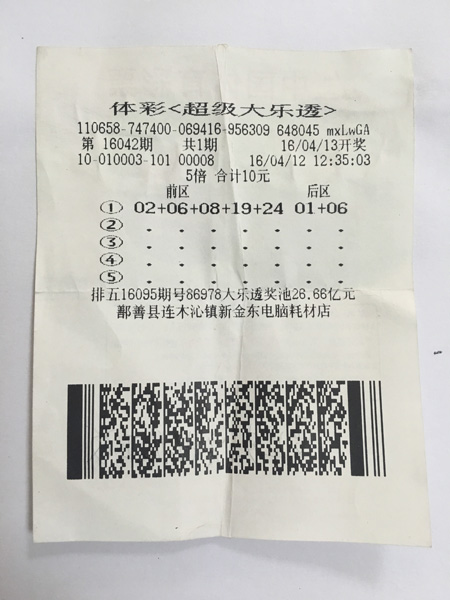 体彩<超级大乐透>
110658-747400-069416-956309 648045 mxLwGA
第 16042期 共1期 16/04/13开奖
10-010003-101 00008 16/04/12 12:35:03
5倍 合计10元
前区 后区
① 02+06+08+19+24 01+06
② . . . . . . .
③ . . . . . . .
④ . . . . . . .
⑤ . . . . . . .
排五16095期号86978大乐透奖池26.66亿元
鄯善县连木沁镇新金东电脑耗材店